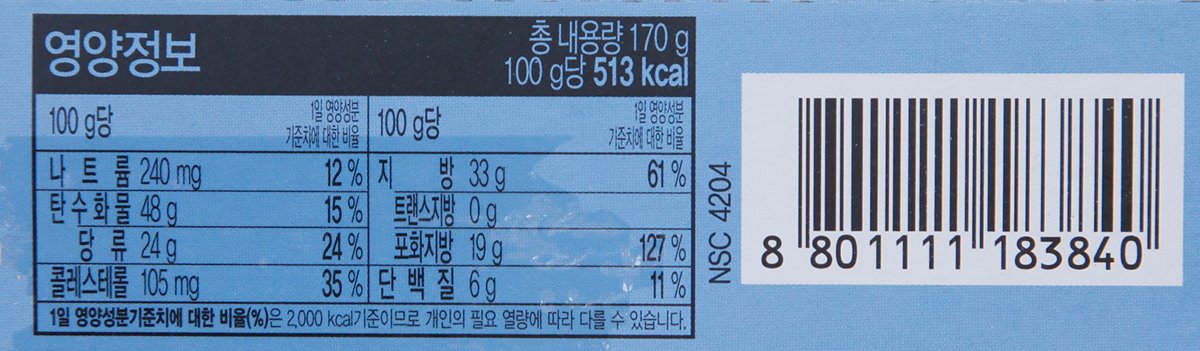 영양정보
총 내용량 170 g
100 g당 513 kcal
100 g당
1일 영양성분
기준치에 대한 비율
100 g당
1일 영양성분
기준치에 대한 비율
나트륨 240 mg 12 %
지방 33 g 61 %
탄수화물 48 g 15 %
트랜스지방 0 g
당류 24 g 24 %
포화지방 19 g 127 %
콜레스테롤 105 mg 35 %
단백질 6 g 11 %
1일 영양성분기준치에 대한 비율(%)은 2,000 kcal기준이므로 개인의 필요 열량에 따라 다를 수 있습니다.
NSC 4204
8 801111 183840